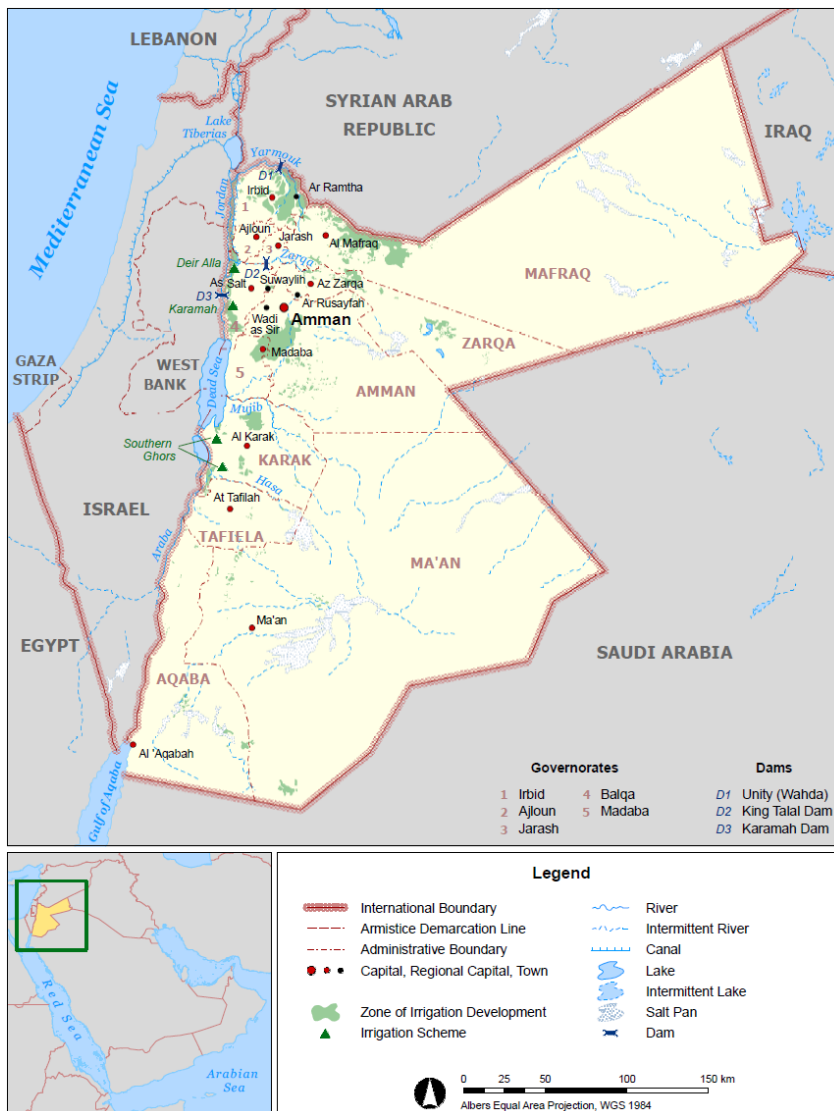 LEBANON
Mediterranean Sea
SYRIAN ARAB
REPUBLIC
IRAQ
Lake
Tiberias
Yarmouk
D1
Irbid
Ar Ramtha
Jordan
1
Ajloun
Jarash
Al Mafraq
2
3
Zarqa
Deir Alla
D2
MAFRAQ
As Salt
Suwaylih
Az Zarqa
D3
Karamah
Ar Rusayfah
Wadi
as Sir
Amman
4
ZARQA
GAZA
STRIP
WEST
BANK
Madaba
Dead Sea
5
AMMAN
Mujib
Southern
Ghors
Al Karak
KARAK
Hasa
ISRAEL
At Tafilah
TAFIELA
Araba
MA'AN
Ma'an
EGYPT
SAUDI ARABIA
AQABA
Al 'Aqabah
Gulf of Aqaba
Governorates
1 Irbid
2 Ajloun
3 Jarash
4 Balqa
5 Madaba
Dams
D1 Unity (Wahda)
D2 King Talal Dam
D3 Karamah Dam
Red Sea
Arabian
Sea
Legend
International Boundary
Armistice Demarcation Line
Administrative Boundary
Capital, Regional Capital, Town
Zone of Irrigation Development
Irrigation Scheme
River
Intermittent River
Canal
Lake
Intermittent Lake
Salt Pan
Dam
0 25 50 100 150 km
Albers Equal Area Projection, WGS 1984